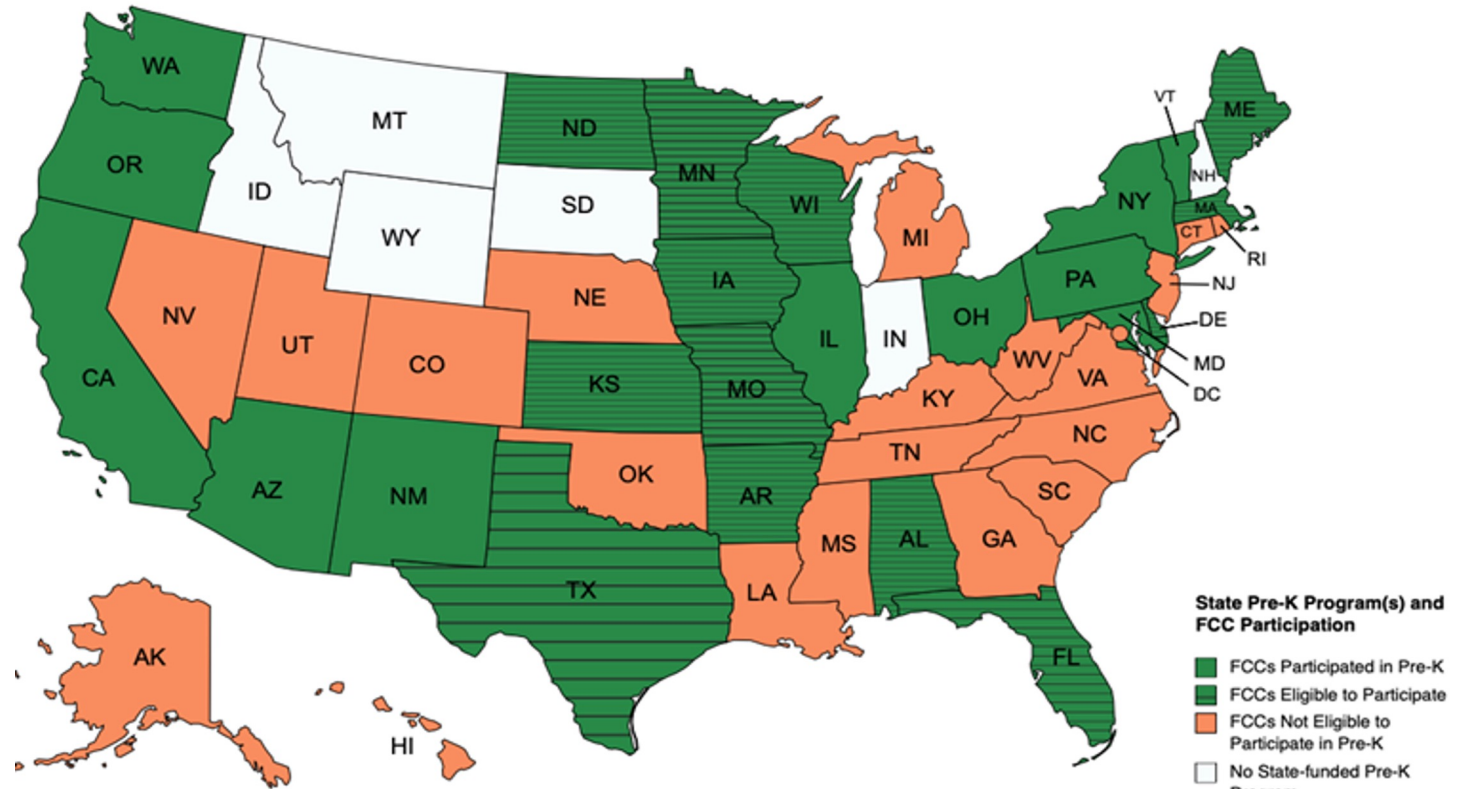 WA
MT
ND
MN
VT
ME
OR
ID
SD
WI
NH
NY
MA
WY
MI
CT
RI
NE
IA
PA
NJ
NV
UT
CO
IL
IN
OH
DE
WV
MD
CA
KS
MO
KY
VA
DC
NC
TN
OK
AZ
NM
AR
SC
MS
AL
GA
TX
LA
AK
FL
HI
State Pre-K Program(s) and
FCC Participation
FCCs Participated in Pre-K
FCCs Eligible to Participate
FCCs Not Eligible to
Participate in Pre-K
No State-funded Pre-K